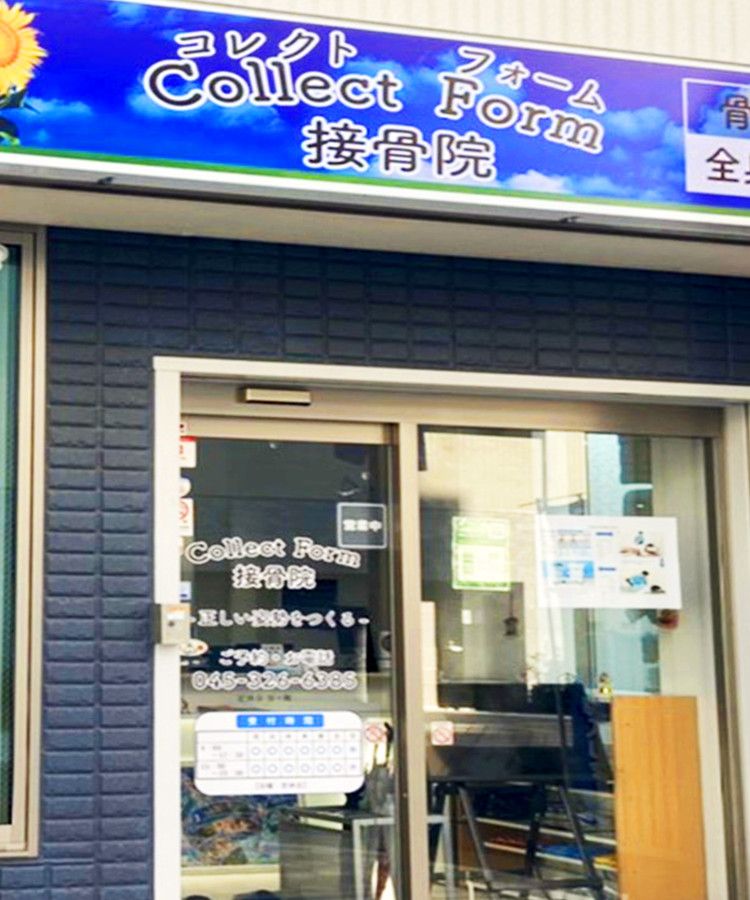 コレクト フォーム
Collect Form
接骨院
骨
全
営業中
Collect Form
接骨院
-正しい姿勢をつくる-
ご予約・お電話
045-326-6385
受付時間